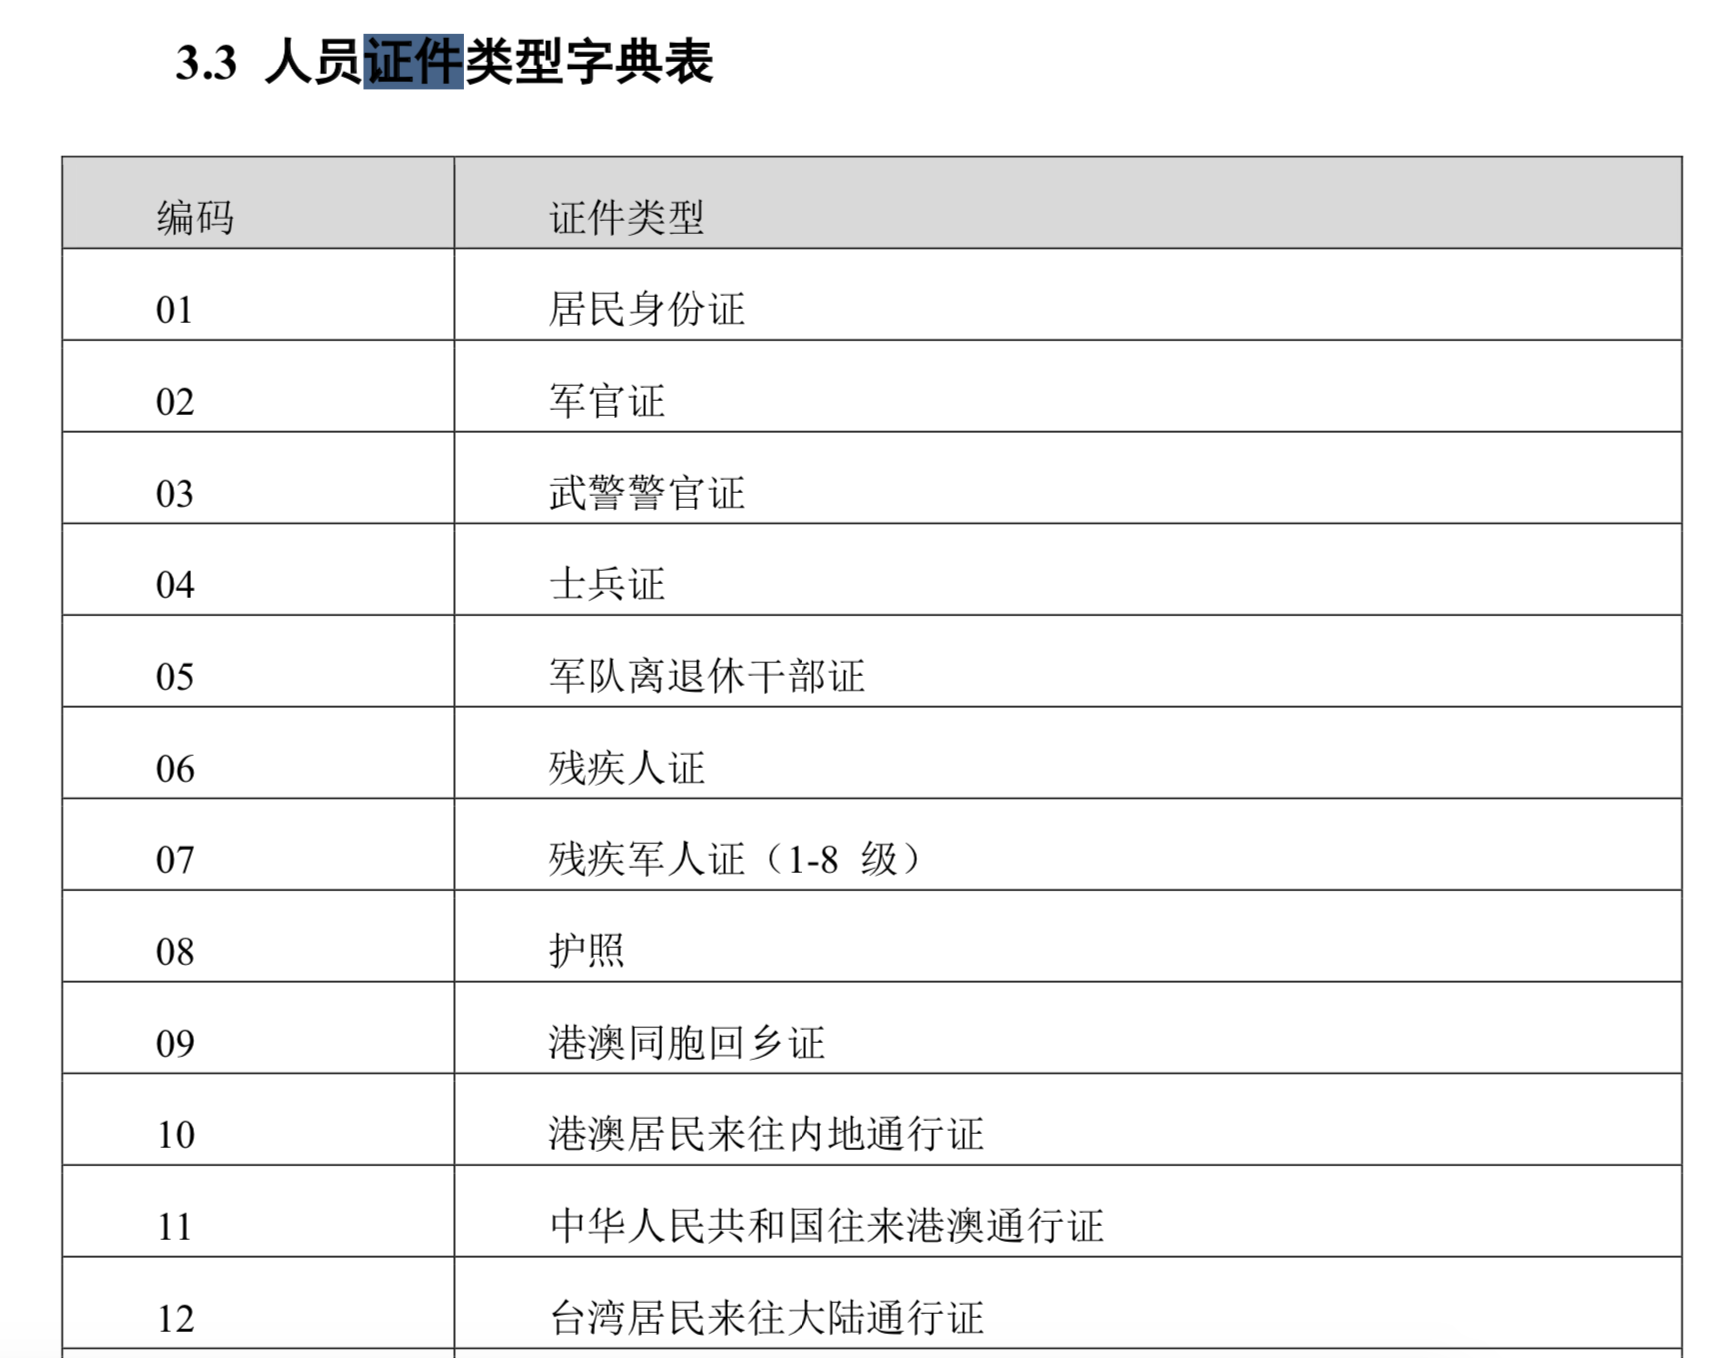 3.3 人员证件类型字典表
编码 证件类型
01 居民身份证
02 军官证
03 武警警官证
04 士兵证
05 军队离退休干部证
06 残疾人证
07 残疾军人证（1-8 级）
08 护照
09 港澳同胞回乡证
10 港澳居民来往内地通行证
11 中华人民共和国往来港澳通行证
12 台湾居民来往大陆通行证